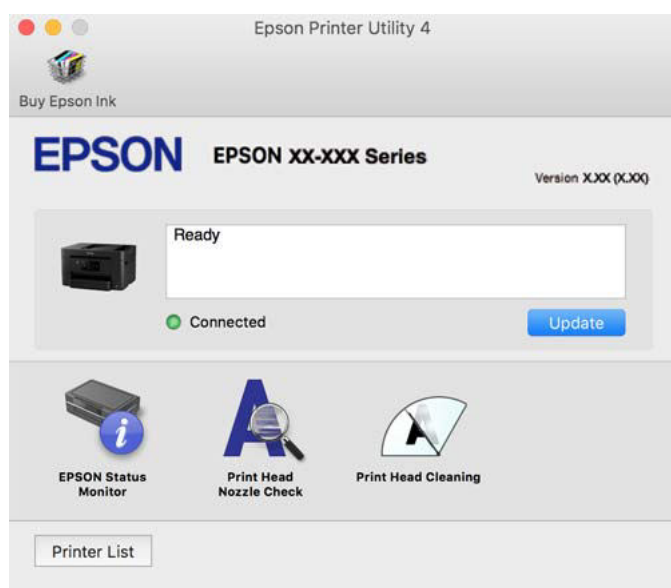 Epson Printer Utility 4
Buy Epson Ink
EPSON
EPSON XX-XXX Series
Version X.XX (X.XX)
Ready
Connected
Update
EPSON Status
Monitor
Print Head
Nozzle Check
Print Head Cleaning
Printer List